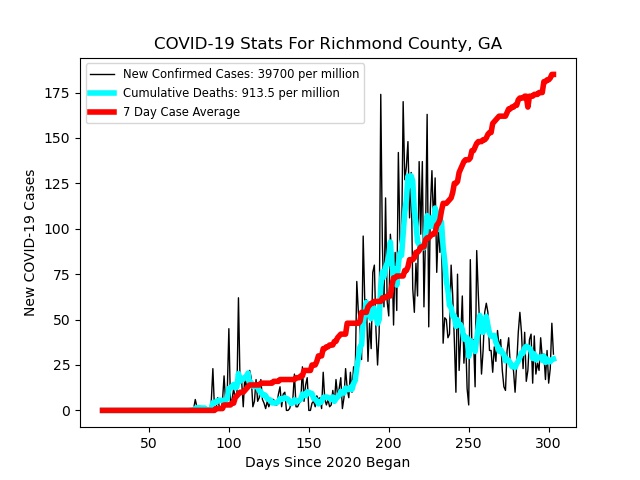 COVID-19 Stats For Richmond County, GA
New Confirmed Cases: 39700 per million
Cumulative Deaths: 913.5 per million
7 Day Case Average
New COVID-19 Cases
175
150
125
100
75
50
25
0
50 100 150 200 250 300
Days Since 2020 Began